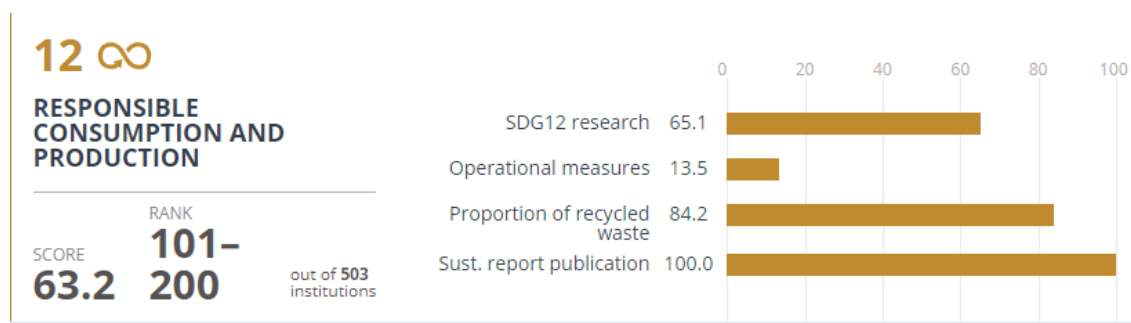 12
RESPONSIBLE
CONSUMPTION AND
PRODUCTION
SCORE
63.2
RANK
101–
200
out of 503
institutions
0 20 40 60 80 100
SDG12 research 65.1
Operational measures 13.5
Proportion of recycled 84.2
waste
Sust. report publication 100.0